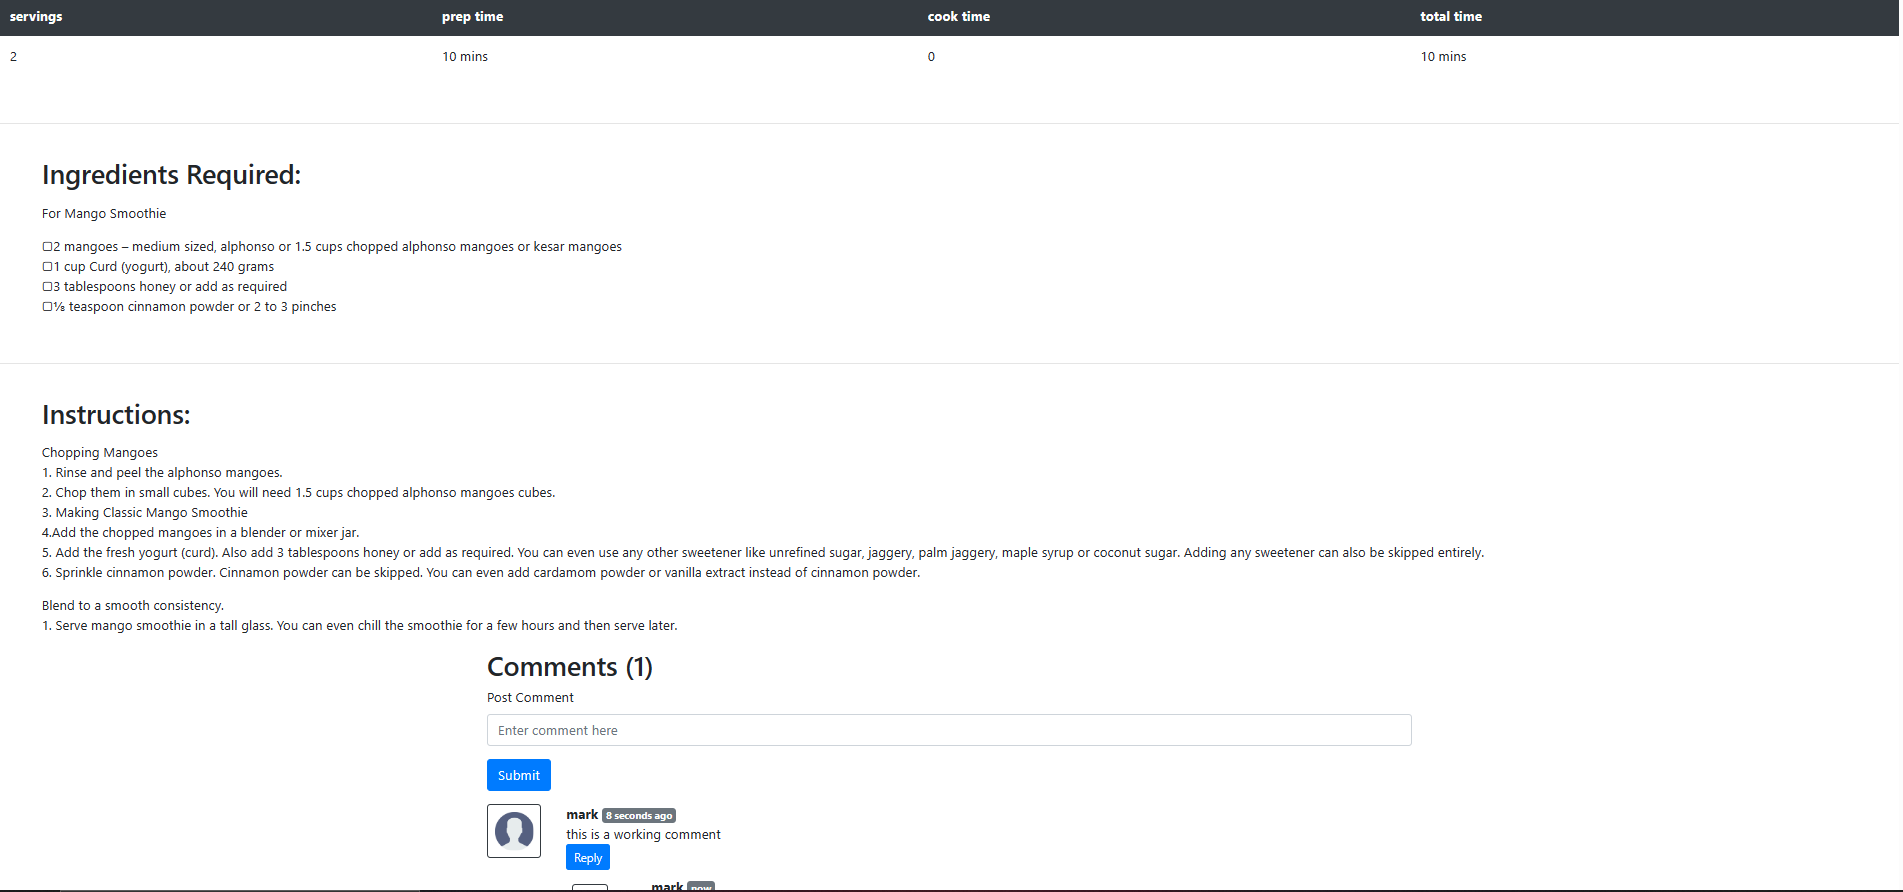 servings prep time cook time total time
2 10 mins 0 10 mins
Ingredients Required:
For Mango Smoothie
▢2 mangoes – medium sized, alphonso or 1.5 cups chopped alphonso mangoes or kesar mangoes
▢1 cup Curd (yogurt), about 240 grams
▢3 tablespoons honey or add as required
▢⅛ teaspoon cinnamon powder or 2 to 3 pinches
Instructions:
Chopping Mangoes
1. Rinse and peel the alphonso mangoes.
2. Chop them in small cubes. You will need 1.5 cups chopped alphonso mangoes cubes.
3. Making Classic Mango Smoothie
4.Add the chopped mangoes in a blender or mixer jar.
5. Add the fresh yogurt (curd). Also add 3 tablespoons honey or add as required. You can even use any other sweetener like unrefined sugar, jaggery, palm jaggery, maple syrup or coconut sugar. Adding any sweetener can also be skipped entirely.
6. Sprinkle cinnamon powder. Cinnamon powder can be skipped. You can even add cardamom powder or vanilla extract instead of cinnamon powder.
Blend to a smooth consistency.
1. Serve mango smoothie in a tall glass. You can even chill the smoothie for a few hours and then serve later.
Comments (1)
Post Comment
Enter comment here
Submit
mark 8 seconds ago
this is a working comment
Reply
mark now